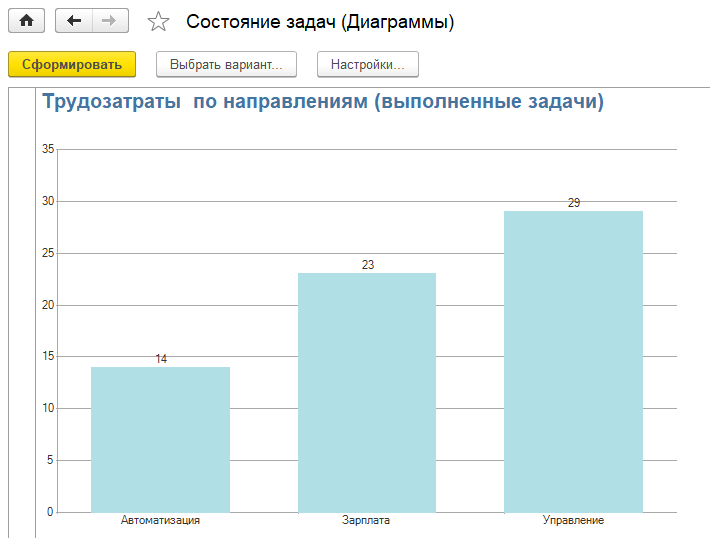 Состояние задач (Диаграммы)
Сформировать Выбрать вариант... Настройки...
Трудозатраты  по направлениям (выполненные задачи)
35
30
25
20
15
10
5
0
14
23
29
Автоматизация Зарплата Управление